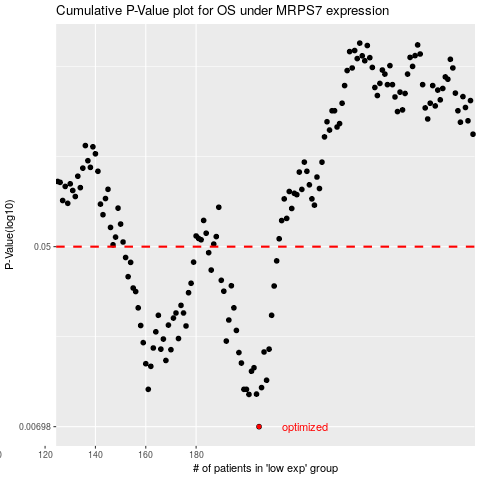 Cumulative P-Value plot for OS under MRPS7 expression
P-Value(log10)
0.05
0.00698
optimized
0 120 140 160 180
# of patients in 'low exp' group